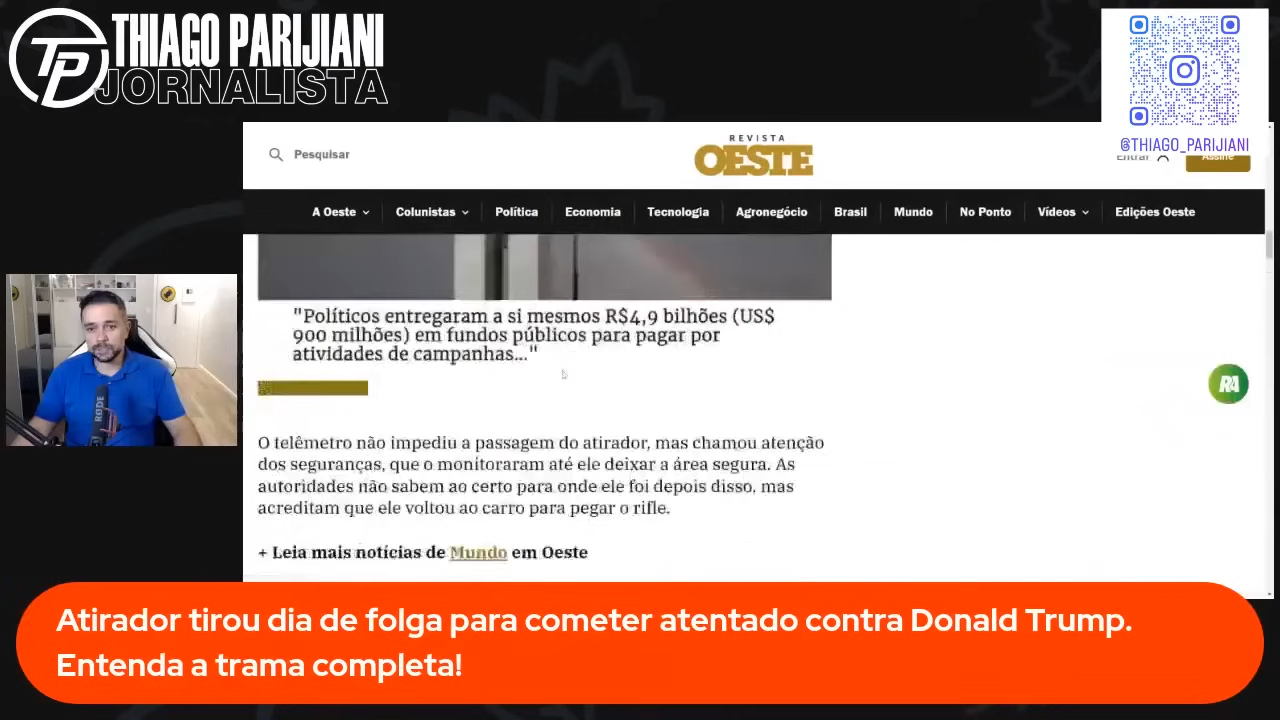 TP THIAGO PARIJIANI
JORNALISTA
@THIAGO_PARIJIANI
Pesquisar
REVISTA
OESTE
Entrar
Assine
A Oeste
Colunistas
Política
Economia
Tecnologia
Agronegócio
Brasil
Mundo
No Ponto
Vídeos
Edições Oeste
"Políticos entregaram a si mesmos R$4,9 bilhões (US$
900 milhões) em fundos públicos para pagar por
atividades de campanhas..."
RA
O telêmetro não impediu a passagem do atirador, mas chamou atenção
dos seguranças, que o monitoraram até ele deixar a área segura. As
autoridades não sabem ao certo para onde ele foi depois disso, mas
acreditam que ele voltou ao carro para pegar o rifle.
+ Leia mais notícias de Mundo em Oeste
RØDE
Atirador tirou dia de folga para cometer atentado contra Donald Trump.
Entenda a trama completa!